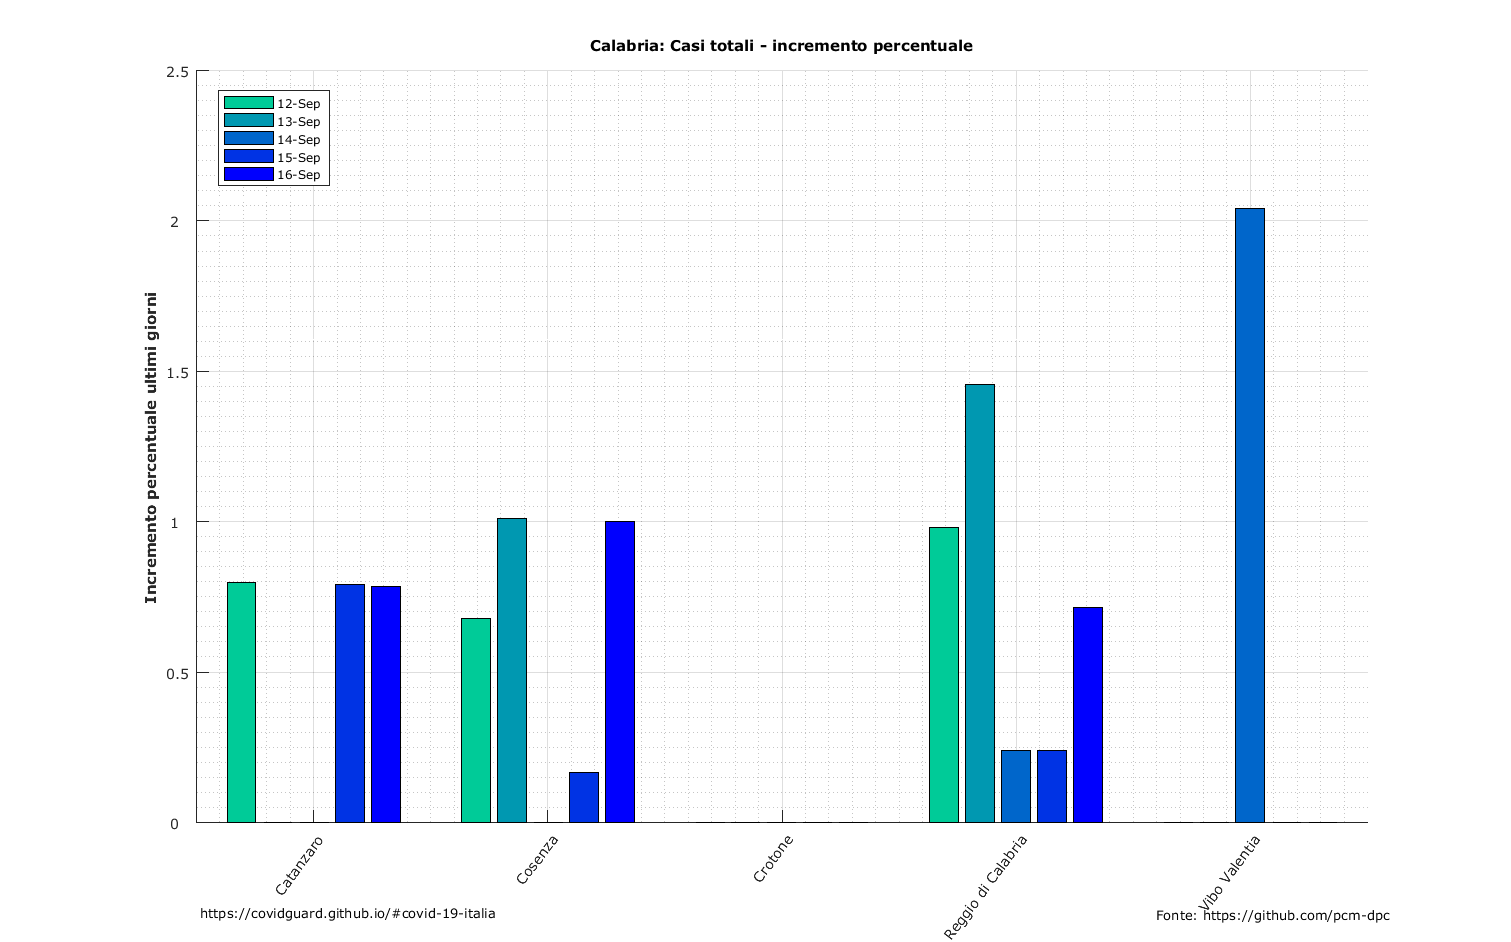 Calabria: Casi totali - incremento percentuale
Incremento percentuale ultimi giorni
2.5
2
1.5
1
0.5
0
12-Sep
13-Sep
14-Sep
15-Sep
16-Sep
Catanzaro
Cosenza
Crotone
Reggio di Calabria
Vibo Valentia
https://covidguard.github.io/#covid-19-italia
Fonte: https://github.com/pcm-dpc